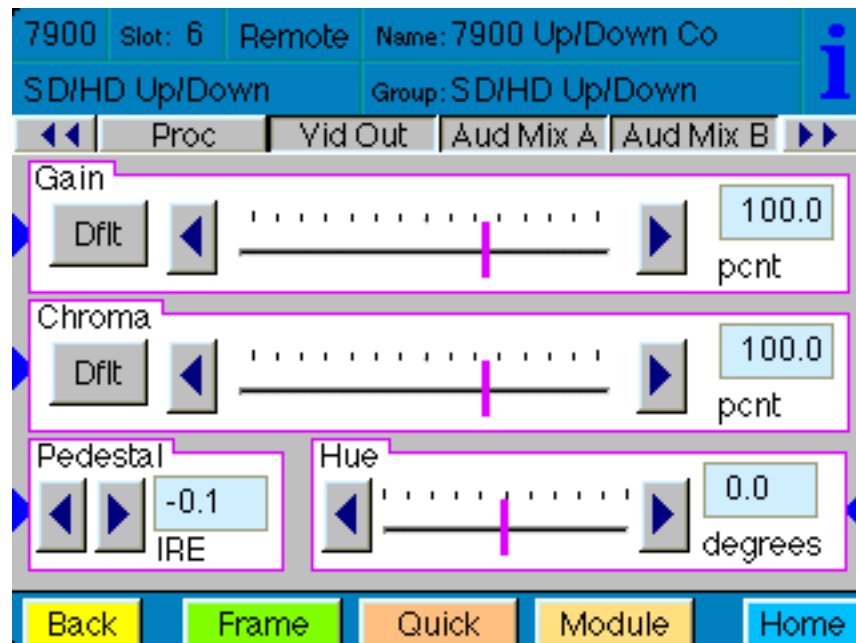 7900 Slot: 6 Remote Name: 7900 Up/Down Co i
SD/HD Up/Down Group: SD/HD Up/Down
Proc Vid Out Aud Mix A Aud Mix B
Gain
Dflt 100.0
pcnt
Chroma
Dflt 100.0
pcnt
Pedestal Hue
-0.1 0.0
IRE degrees
Back Frame Quick Module Home